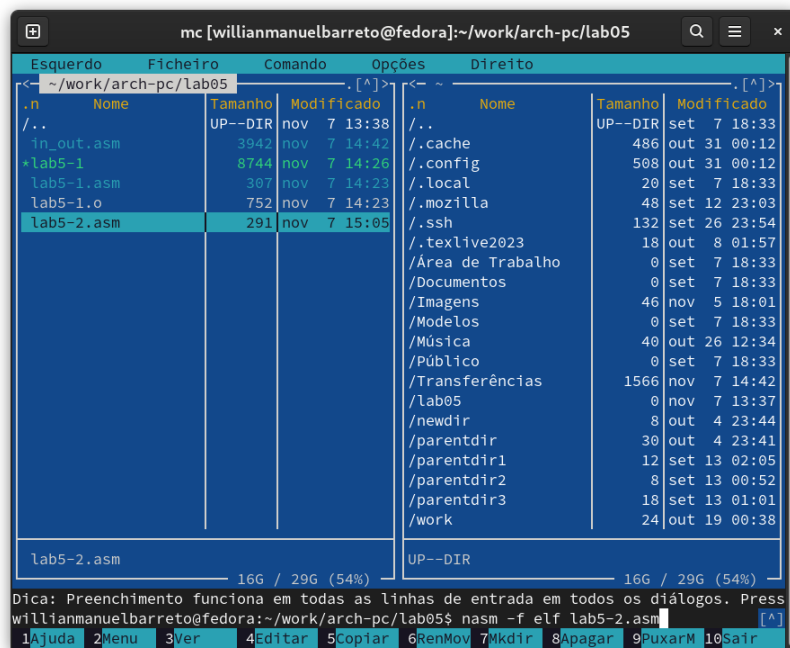 mc [willianmanuelbarreto@fedora]:~/work/arch-pc/lab05
Esquerdo Ficheiro Comando Opções Direito
<- ~/work/arch-pc/lab05 .[^]>
.n Nome Tamanho Modificado
/.. UP--DIR nov 7 13:38
in_out.asm 3942 nov 7 14:42
*lab5-1 8744 nov 7 14:26
lab5-1.asm 307 nov 7 14:23
lab5-1.o 752 nov 7 14:23
lab5-2.asm 291 nov 7 15:05
lab5-2.asm
16G / 29G (54%)
<- ~ .[^]>
.n Nome Tamanho Modificado
/.. UP--DIR set 7 18:33
/.cache 486 out 31 00:12
/.config 508 out 31 00:12
/.local 20 set 7 18:33
/.mozilla 48 set 12 23:03
/.ssh 132 set 26 23:54
/.texlive2023 18 out 8 01:57
/Área de Trabalho 0 set 7 18:33
/Documentos 0 set 7 18:33
/Imagens 46 nov 5 18:01
/Modelos 0 set 7 18:33
/Música 40 out 26 12:34
/Público 0 set 7 18:33
/Transferências 1566 nov 7 14:42
/lab05 0 nov 7 13:37
/newdir 8 out 4 23:44
/parentdir 30 out 4 23:41
/parentdir1 12 set 13 02:05
/parentdir2 8 set 13 00:52
/parentdir3 18 set 13 01:01
/work 24 out 19 00:38
UP--DIR
16G / 29G (54%)
Dica: Preenchimento funciona em todas as linhas de entrada em todos os diálogos. Press
willianmanuelbarreto@fedora:~/work/arch-pc/lab05$ nasm -f elf lab5-2.asm [^]
1Ajuda 2Menu 3Ver 4Editar 5Copiar 6RenMov 7Mkdir 8Apagar 9PuxarM 10Sair